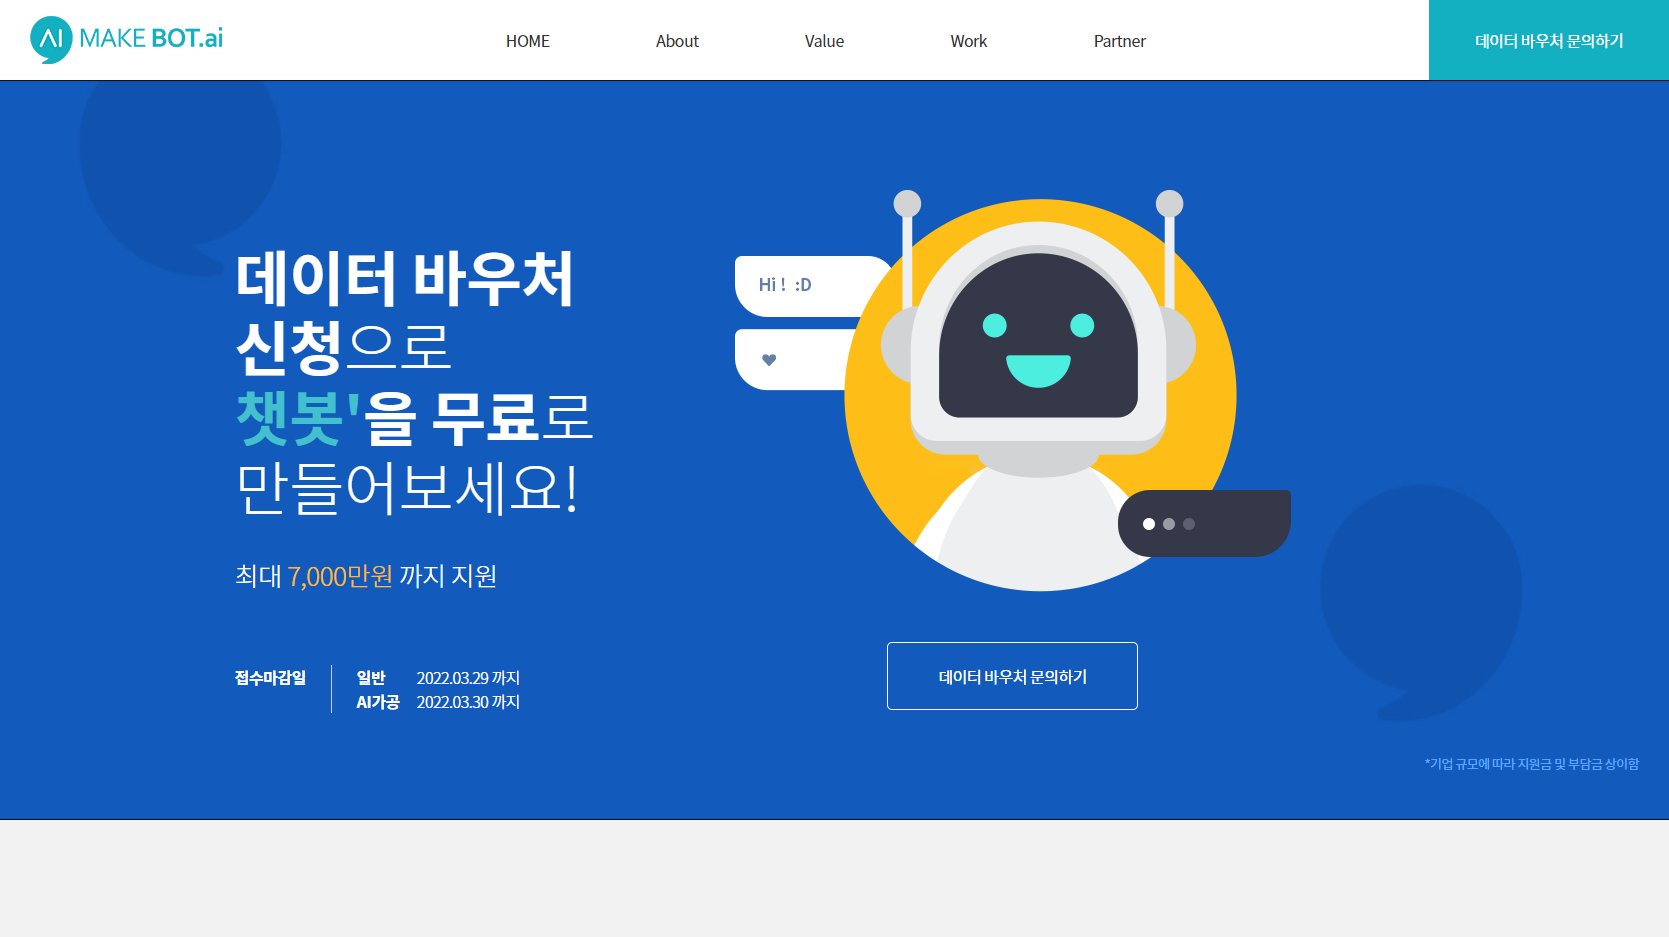 AI MAKE BOT.ai
HOME
About
Value
Work
Partner
데이터 바우처 문의하기
데이터 바우처
신청으로
챗봇'을 무료로
만들어보세요!
최대 7,000만원 까지 지원
접수마감일
일반 2022.03.29 까지
AI가공 2022.03.30 까지
Hi ! :D
데이터 바우처 문의하기
*기업 규모에 따라 지원금 및 부담금 상이함